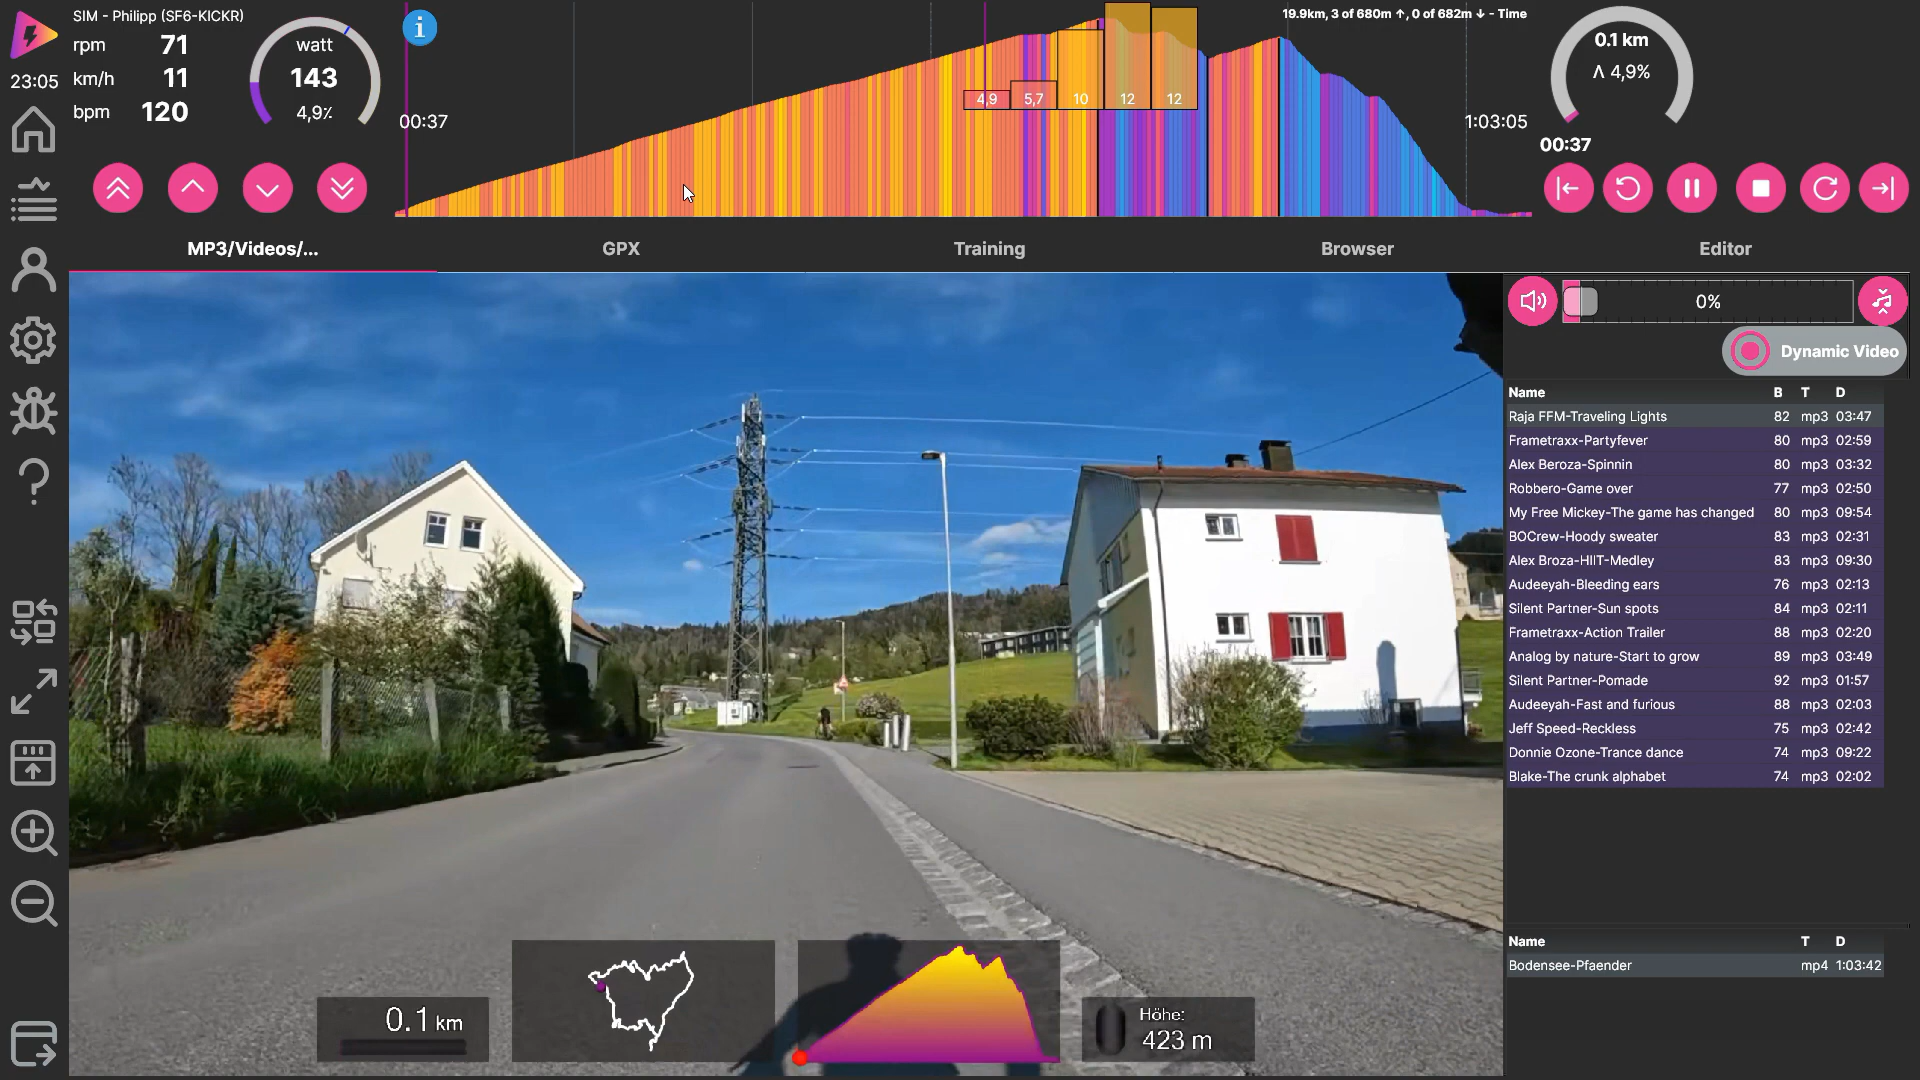 SIM - Philipp (SF6-KICKR)
rpm 71
km/h 11
bpm 120
23:05
watt
143
4,9%
00:37
4,9 5,7 10 12 12
19.9km, 3 of 680m ↑, 0 of 682m ↓ - Time
1:03:05
0.1 km
Λ 4,9%
00:37
MP3/Videos/... GPX Training Browser Editor
0%
Dynamic Video
Name B T D
Raja FFM-Traveling Lights 82 mp3 03:47
Frametraxx-Partyfever 80 mp3 02:59
Alex Beroza-Spinnin 80 mp3 03:32
Robbero-Game over 77 mp3 02:50
My Free Mickey-The game has changed 80 mp3 09:54
BOCrew-Hoody sweater 83 mp3 02:31
Alex Broza-HIIT-Medley 83 mp3 09:30
Audeeyah-Bleeding ears 76 mp3 02:13
Silent Partner-Sun spots 84 mp3 02:11
Frametraxx-Action Trailer 88 mp3 02:20
Analog by nature-Start to grow 89 mp3 03:49
Silent Partner-Pomade 92 mp3 01:57
Audeeyah-Fast and furious 88 mp3 02:03
Jeff Speed-Reckless 75 mp3 02:42
Donnie Ozone-Trance dance 74 mp3 09:22
Blake-The crunk alphabet 74 mp3 02:02
Name T D
Bodensee-Pfaender mp4 1:03:42
0.1 km
Höhe:
423 m